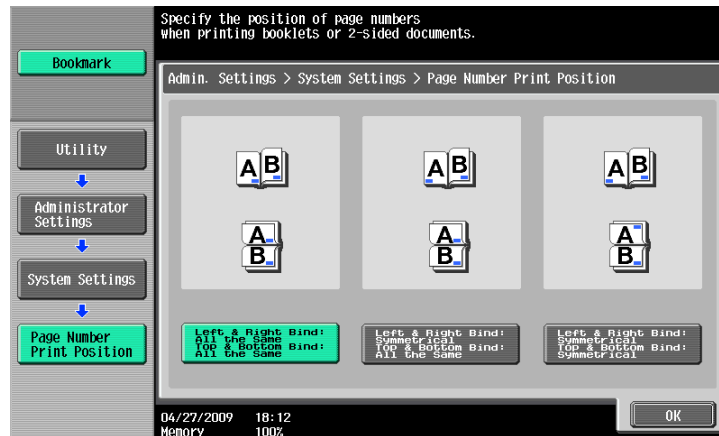 Specify the position of page numbers
when printing booklets or 2-sided documents.
Bookmark
Admin. Settings > System Settings > Page Number Print Position
Utility
Administrator
Settings
System Settings
Page Number
Print Position
A B
A B
A B
A
B
A
B
A
B
Left & Right Bind:
All the Same
Top & Bottom Bind:
All the Same
Left & Right Bind:
Symmetrical
Top & Bottom Bind:
All the Same
Left & Right Bind:
Symmetrical
Top & Bottom Bind:
Symmetrical
04/27/2009 18:12
Memory 100%
OK